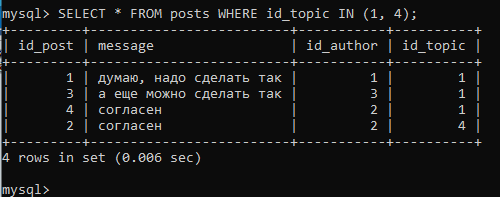 mysql> SELECT * FROM posts WHERE id_topic IN (1, 4);
+---------+-----------------------+-----------+----------+
| id_post | message               | id_author | id_topic |
+---------+-----------------------+-----------+----------+
|       1 | думаю, надо сделать так |         1 |        1 |
|       3 | а еще можно сделать так |         3 |        1 |
|       4 | согласен              |         2 |        1 |
|       2 | согласен              |         2 |        4 |
+---------+-----------------------+-----------+----------+
4 rows in set (0.006 sec)
mysql>